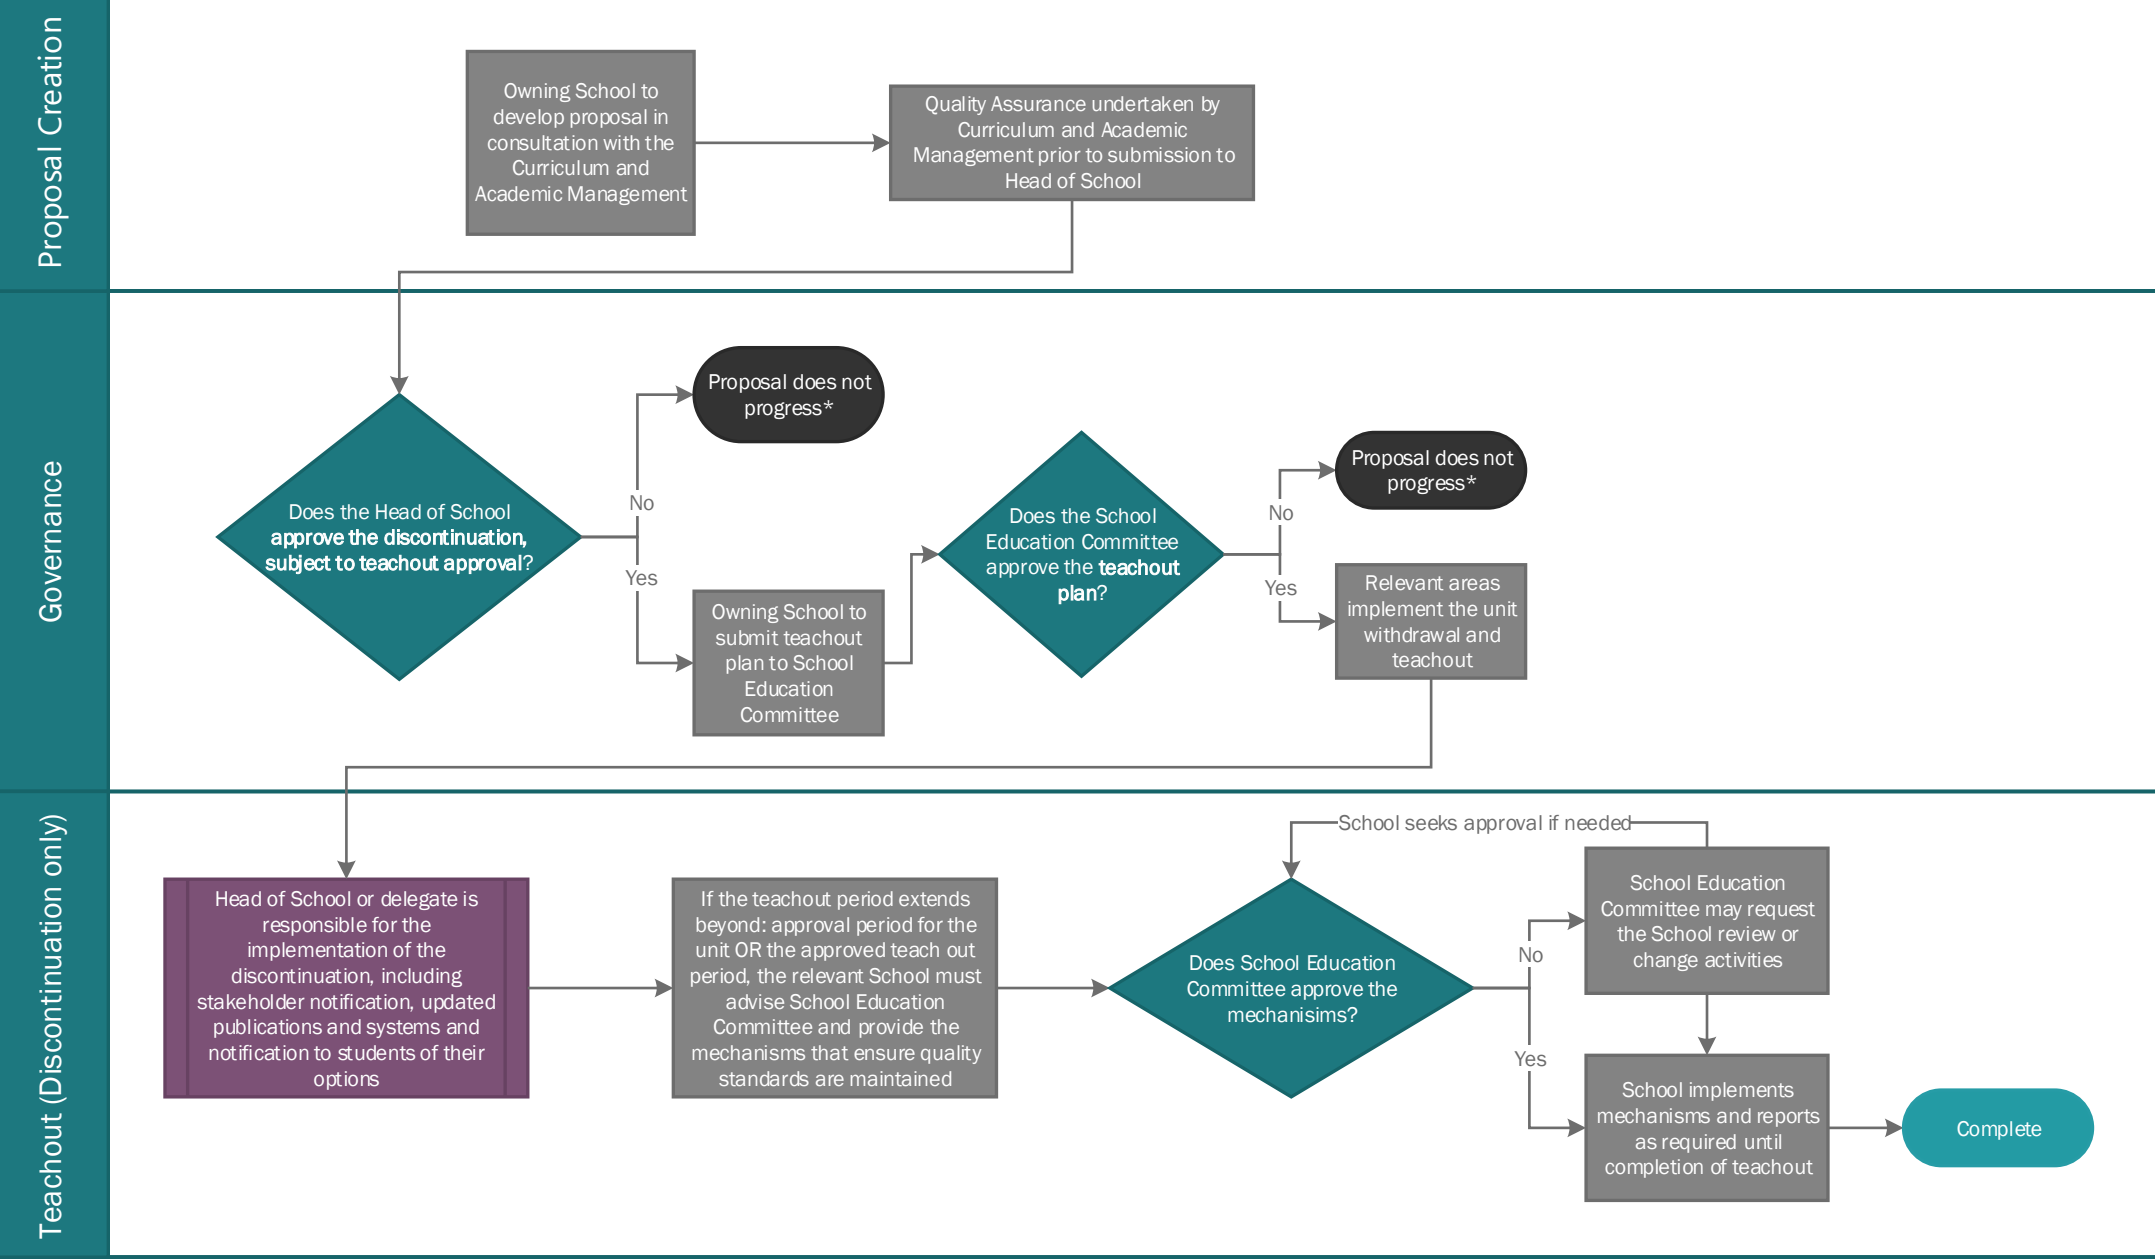 Proposal Creation
Owning School to
develop proposal in
consultation with the
Curriculum and
Academic Management
Quality Assurance undertaken by
Curriculum and Academic
Management prior to submission to
Head of School
Governance
Does the Head of School
approve the discontinuation,
subject to teachout approval?
No
Yes
Proposal does not
progress*
Owning School to
submit teachout
plan to School
Education
Committee
Does the School
Education Committee
approve the teachout
plan?
No
Yes
Proposal does not
progress*
Relevant areas
implement the unit
withdrawal and
teachout
Teachout (Discontinuation only)
Head of School or delegate is
responsible for the
implementation of the
discontinuation, including
stakeholder notification, updated
publications and systems and
notification to students of their
options
If the teachout period extends
beyond: approval period for the
unit OR the approved teach out
period, the relevant School must
advise School Education
Committee and provide the
mechanisms that ensure quality
standards are maintained
School seeks approval if needed
Does School Education
Committee approve the
mechanisims?
No
Yes
School Education
Committee may request
the School review or
change activities
School implements
mechanisms and reports
as required until
completion of teachout
Complete